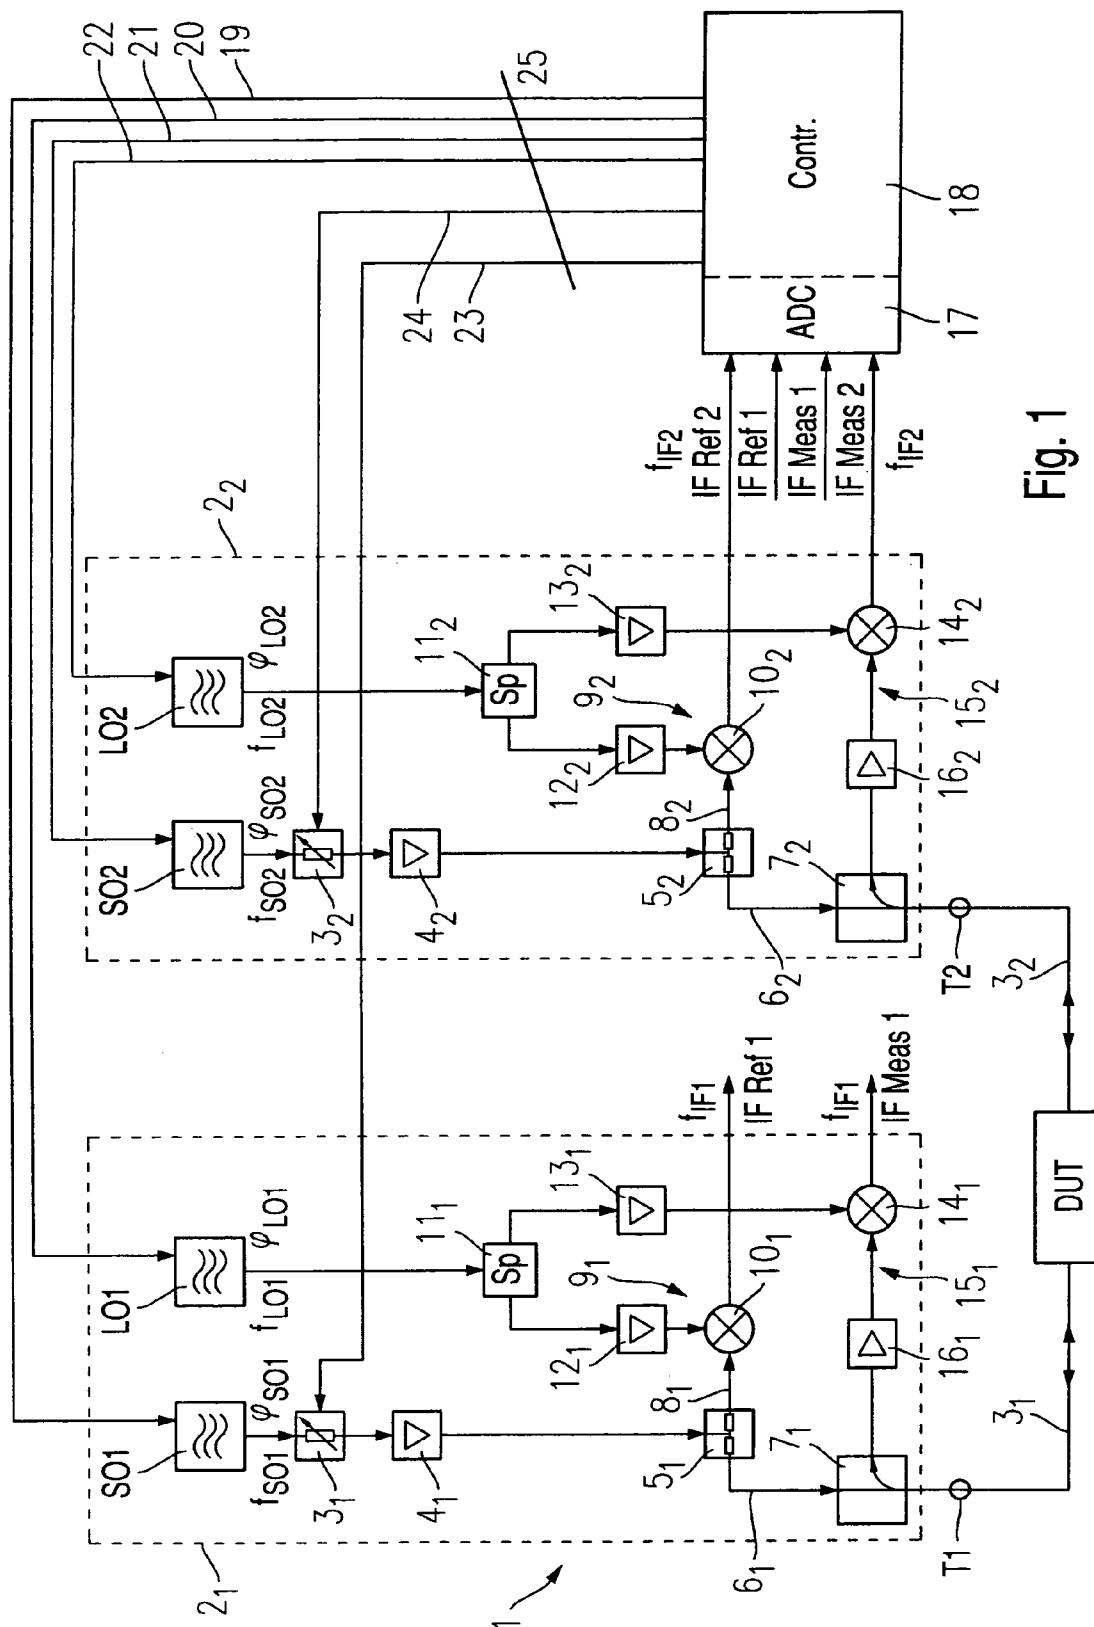 22
21
20
19
25
24
23
Contr.
18
ADC
17
fIF2
IF Ref 2
IF Ref 1
IF Meas 1
IF Meas 2
fIF2
Fig. 1
2₂
LO2
fLO2
φLO2
11₂
Sp
13₂
12₂
9₂
10₂
14₂
SO2
fSO2
φSO2
3₂
4₂
5₂
8₂
6₂
7₂
16₂
15₂
T2
3₂
2₁
LO1
fLO1
φLO1
11₁
Sp
13₁
12₁
9₁
10₁
14₁
fIF1
IF Ref 1
fIF1
IF Meas 1
SO1
fSO1
φSO1
3₁
4₁
5₁
8₁
6₁
7₁
16₁
15₁
T1
3₁
DUT
1